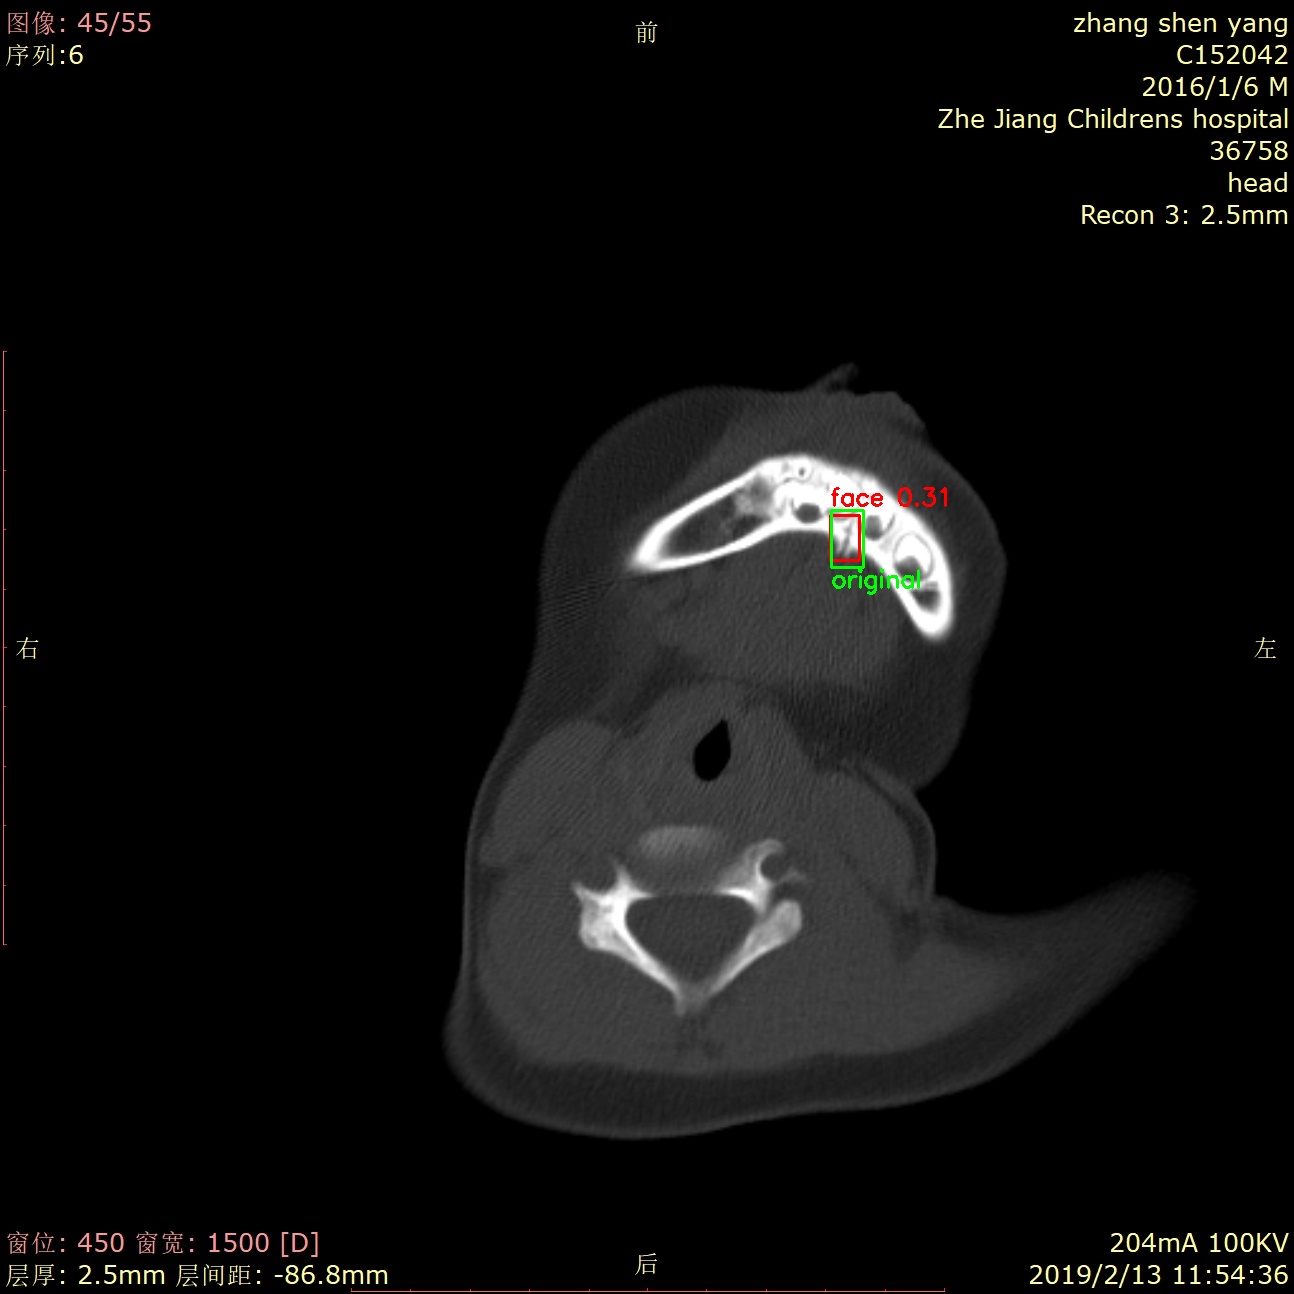 图像: 45/55
序列:6
前
zhang shen yang
C152042
2016/1/6 M
Zhe Jiang Childrens hospital
36758
head
Recon 3: 2.5mm
face 0.31
original
右
左
窗位: 450 窗宽: 1500 [D]
层厚: 2.5mm 层间距: -86.8mm
后
204mA 100KV
2019/2/13 11:54:36